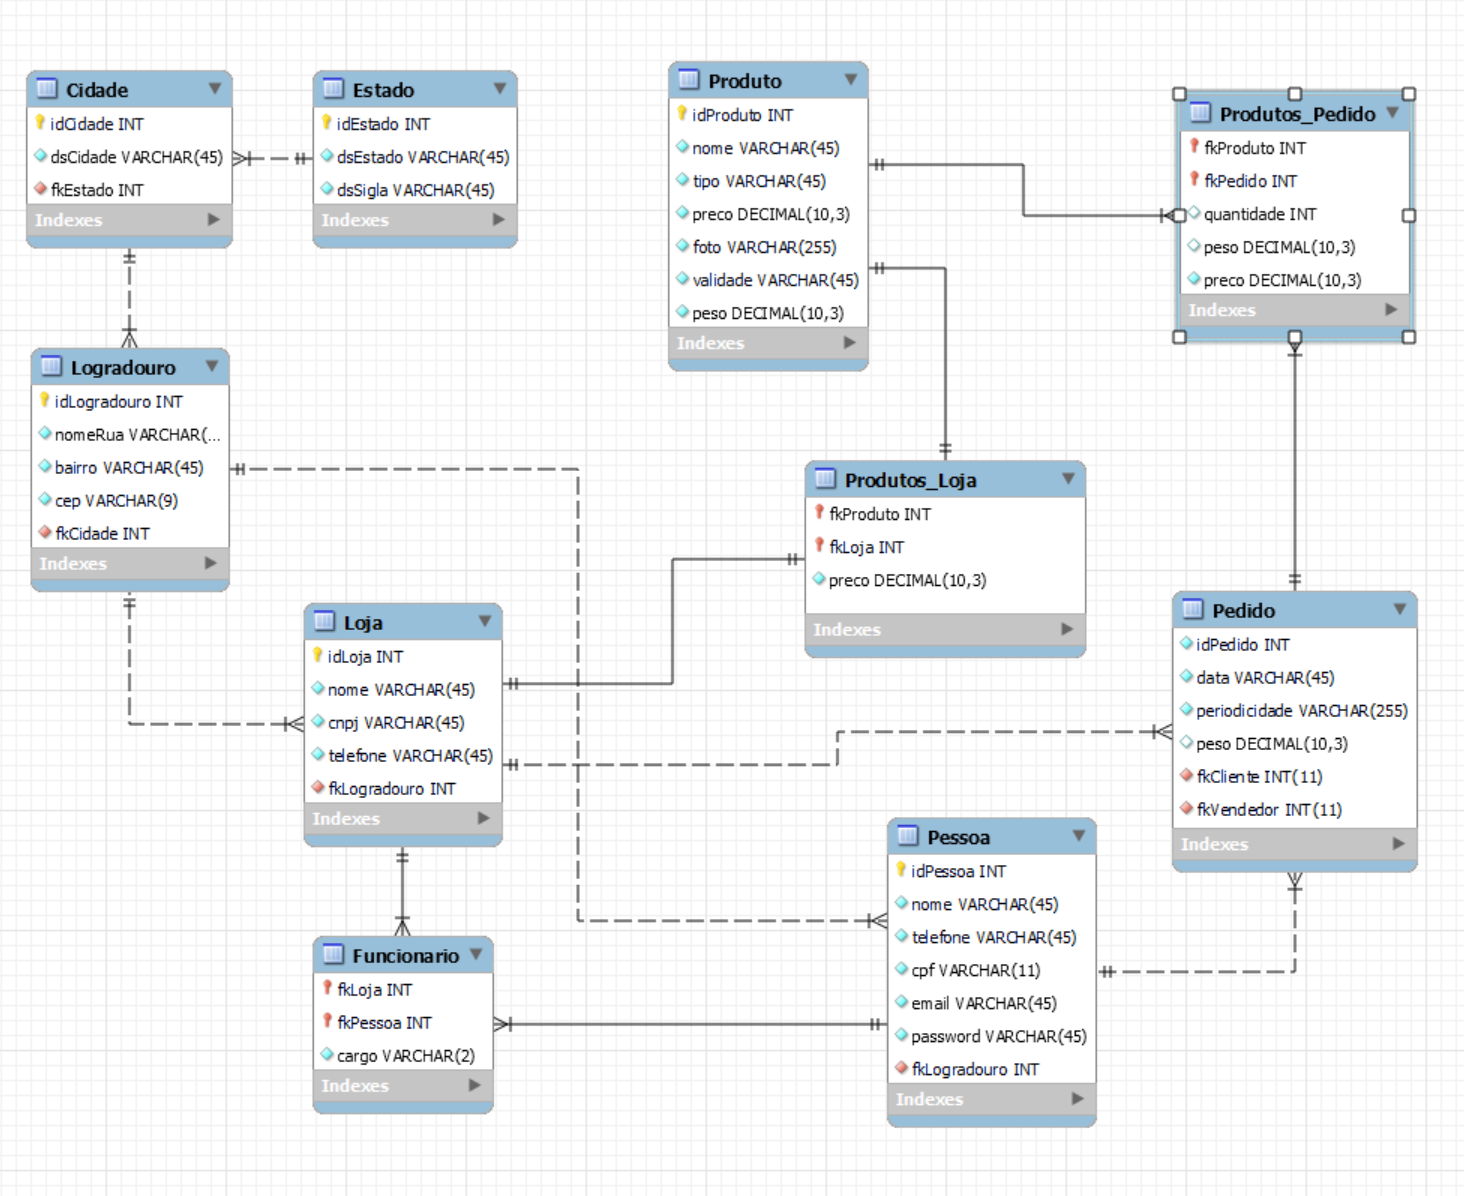 Cidade
idCidade INT
dsCidade VARCHAR(45)
fkEstado INT
Indexes
Estado
idEstado INT
dsEstado VARCHAR(45)
dsSigla VARCHAR(45)
Indexes
Produto
idProduto INT
nome VARCHAR(45)
tipo VARCHAR(45)
preco DECIMAL(10,3)
foto VARCHAR(255)
validade VARCHAR(45)
peso DECIMAL(10,3)
Indexes
Produtos_Pedido
fkProduto INT
fkPedido INT
quantidade INT
peso DECIMAL(10,3)
preco DECIMAL(10,3)
Indexes
Logradouro
idLogradouro INT
nomeRua VARCHAR(...
bairro VARCHAR(45)
cep VARCHAR(9)
fkCidade INT
Indexes
Produtos_Loja
fkProduto INT
fkLoja INT
preco DECIMAL(10,3)
Indexes
Loja
idLoja INT
nome VARCHAR(45)
cnpj VARCHAR(45)
telefone VARCHAR(45)
fkLogradouro INT
Indexes
Pedido
idPedido INT
data VARCHAR(45)
periodicidade VARCHAR(255)
peso DECIMAL(10,3)
fkCliente INT(11)
fkVendedor INT(11)
Indexes
Pessoa
idPessoa INT
nome VARCHAR(45)
telefone VARCHAR(45)
cpf VARCHAR(11)
email VARCHAR(45)
password VARCHAR(45)
fkLogradouro INT
Indexes
Funcionario
fkLoja INT
fkPessoa INT
cargo VARCHAR(2)
Indexes